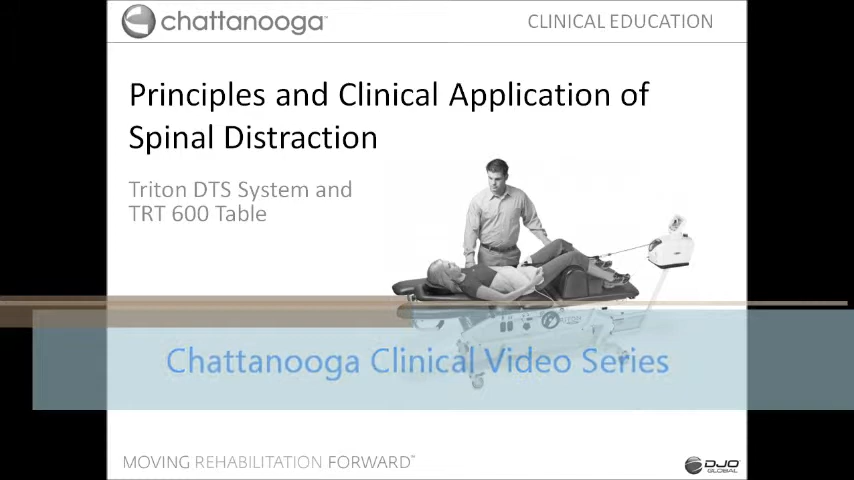 chattanooga™
CLINICAL EDUCATION
Principles and Clinical Application of
Spinal Distraction
Triton DTS System and
TRT 600 Table
Chattanooga Clinical Video Series
MOVING REHABILITATION FORWARD™
DJO
GLOBAL